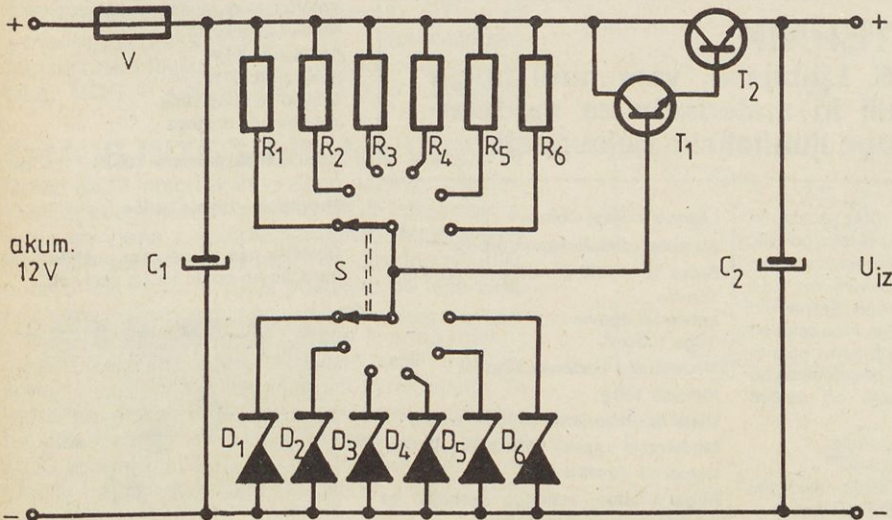 + +
V T2
R1 R2 R3 R4 R5 R6 T1
akum.
12V C1 S C2 Uiz
D1 D2 D3 D4 D5 D6
− −